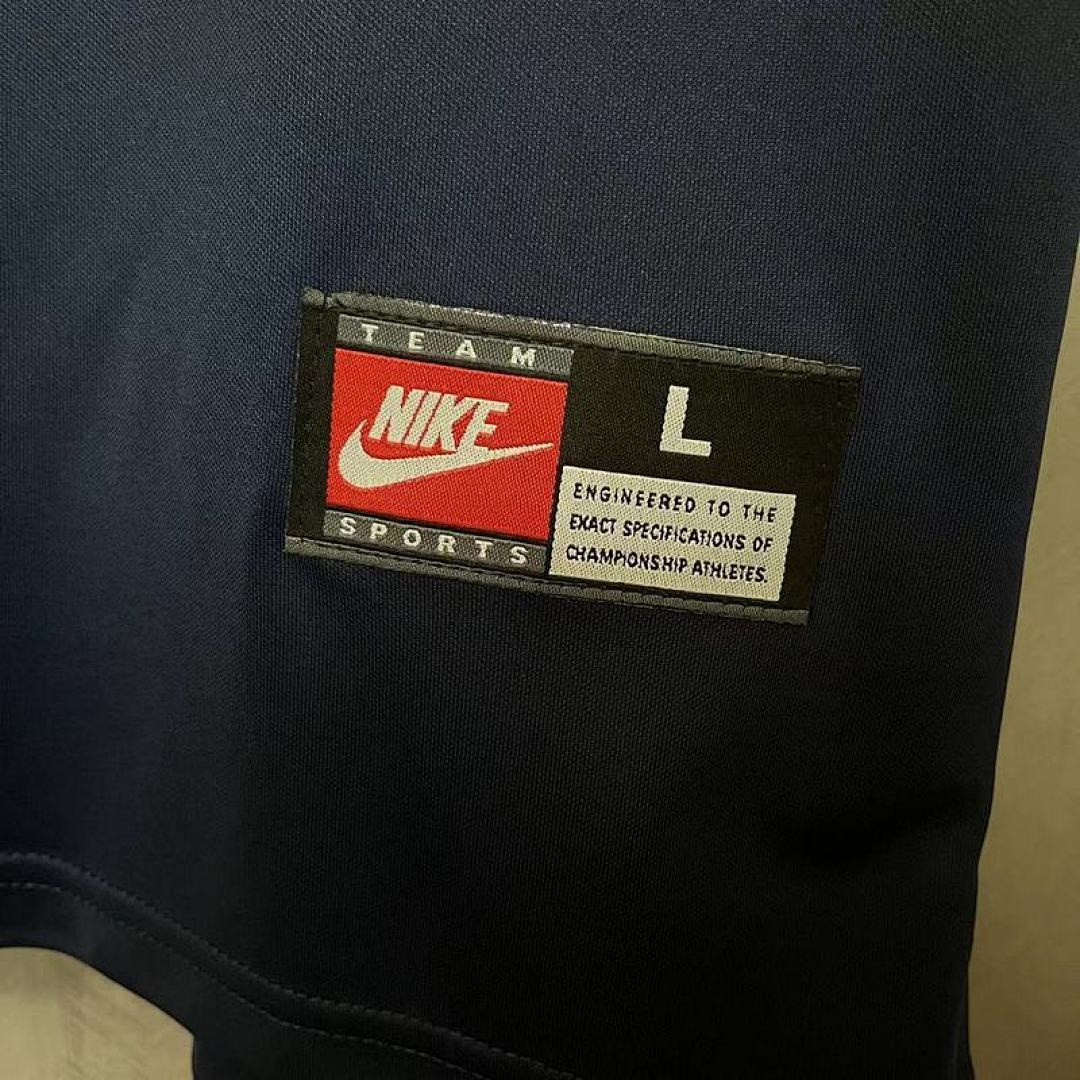 TEAM
NIKE
SPORTS
L
ENGINEERED TO THE
EXACT SPECIFICATIONS OF
CHAMPIONSHIP ATHLETES.